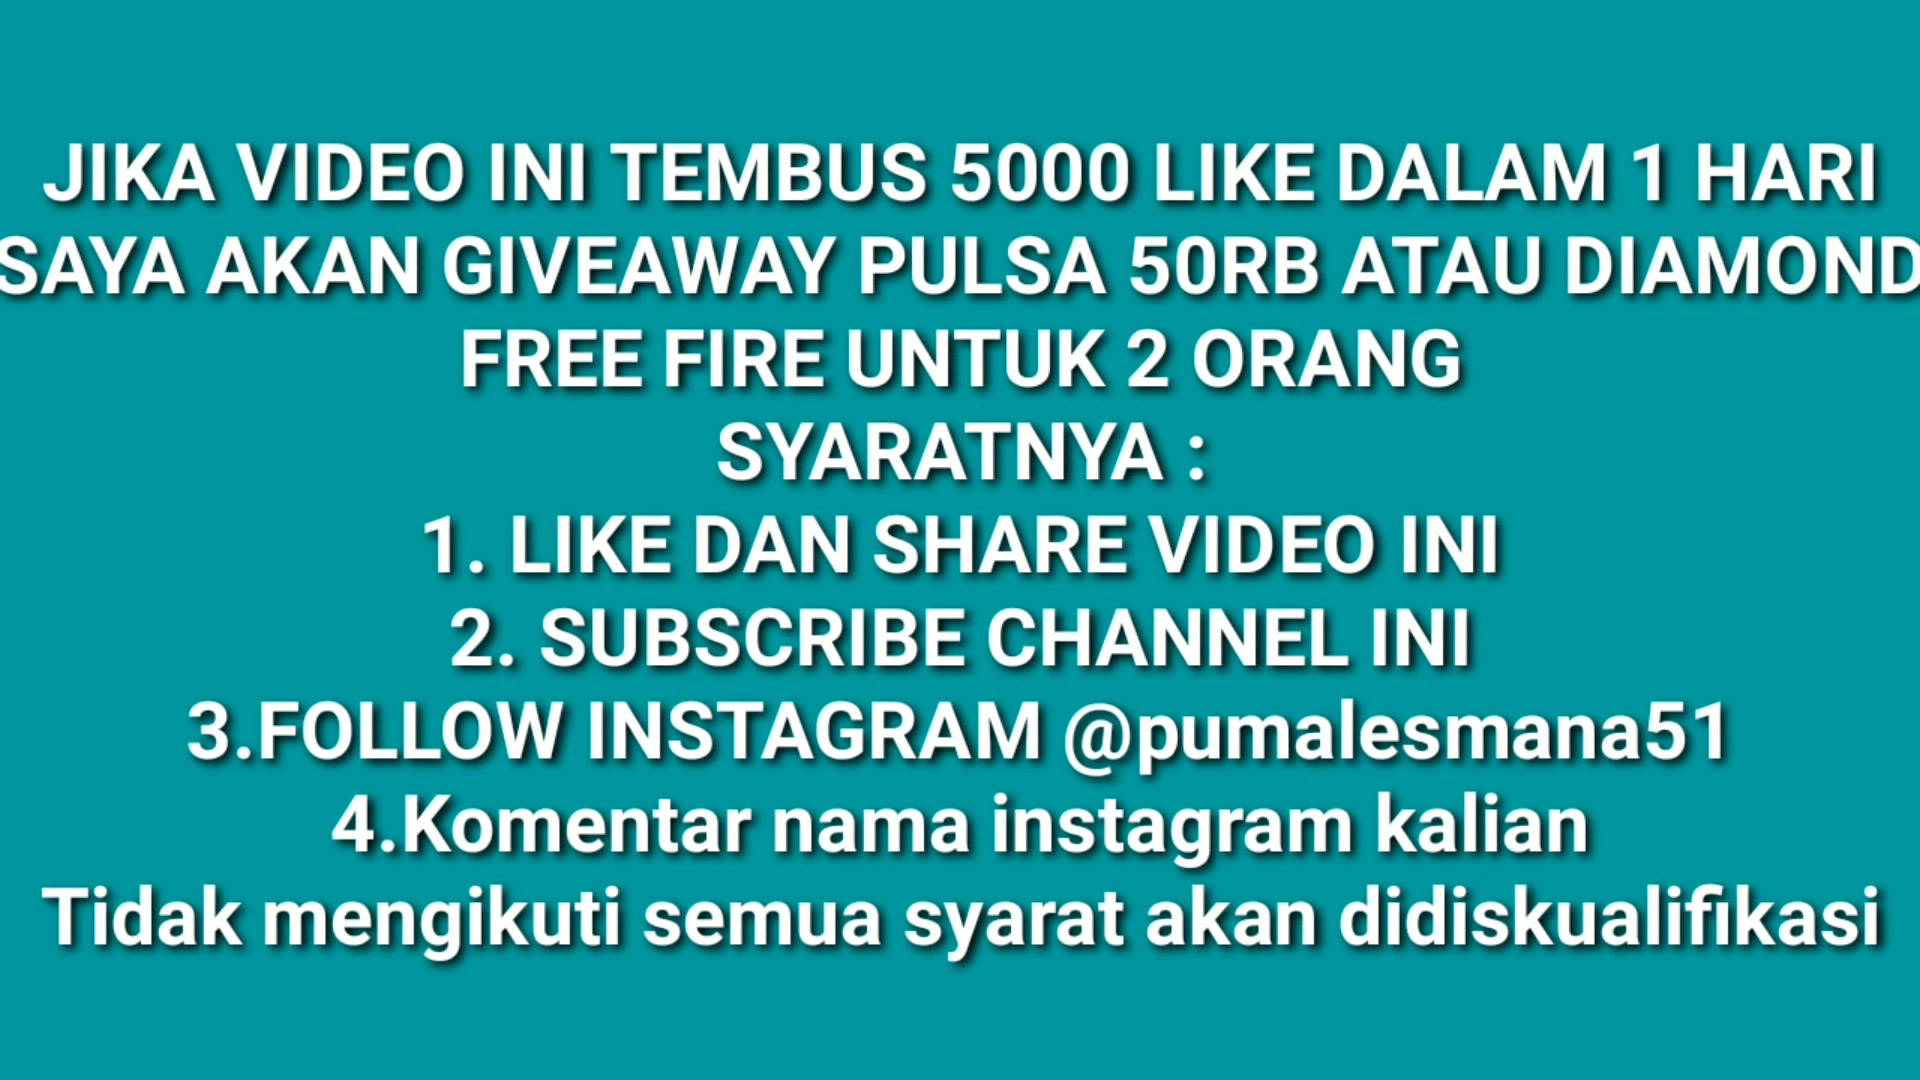 JIKA VIDEO INI TEMBUS 5000 LIKE DALAM 1 HARI
SAYA AKAN GIVEAWAY PULSA 50RB ATAU DIAMOND
FREE FIRE UNTUK 2 ORANG
SYARATNYA :
1. LIKE DAN SHARE VIDEO INI
2. SUBSCRIBE CHANNEL INI
3.FOLLOW INSTAGRAM @pumalesmana51
4.Komentar nama instagram kalian
Tidak mengikuti semua syarat akan didiskualifikasi